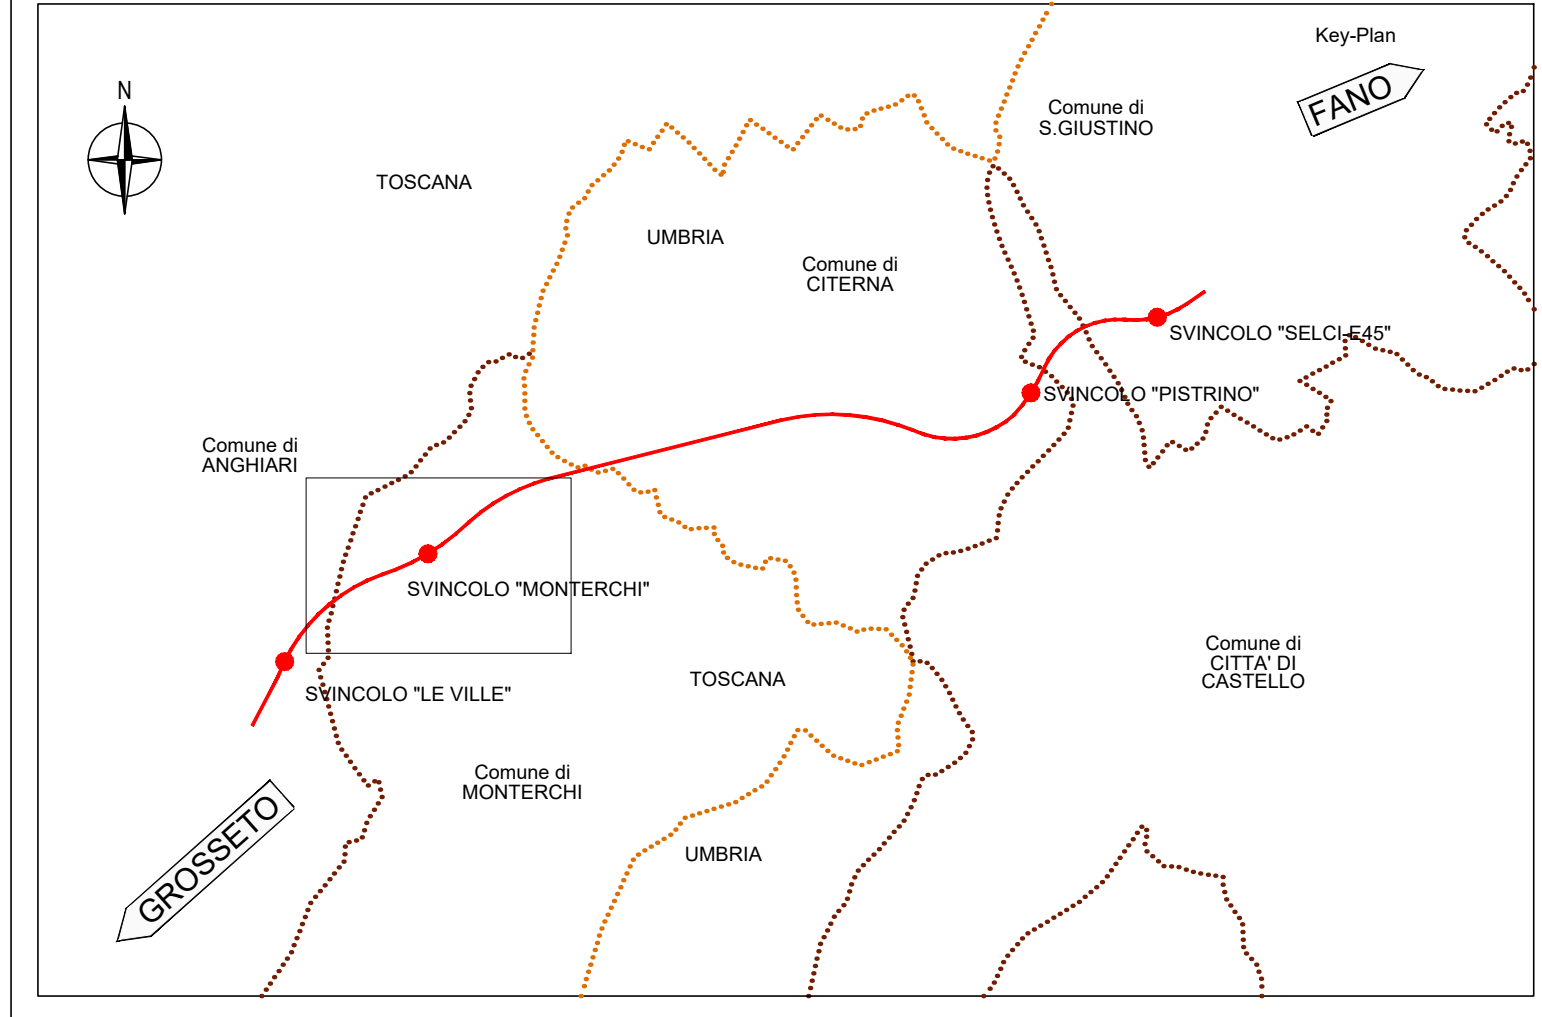 Key-Plan
N
FANO
Comune di
S.GIUSTINO
TOSCANA
UMBRIA
Comune di
CITERNA
SVINCOLO "SELCI-E45"
SVINCOLO "PISTRINO"
Comune di
ANGHIARI
SVINCOLO "MONTERCHI"
Comune di
CITTA' DI
CASTELLO
TOSCANA
SVINCOLO "LE VILLE"
Comune di
MONTERCHI
GROSSETO
UMBRIA